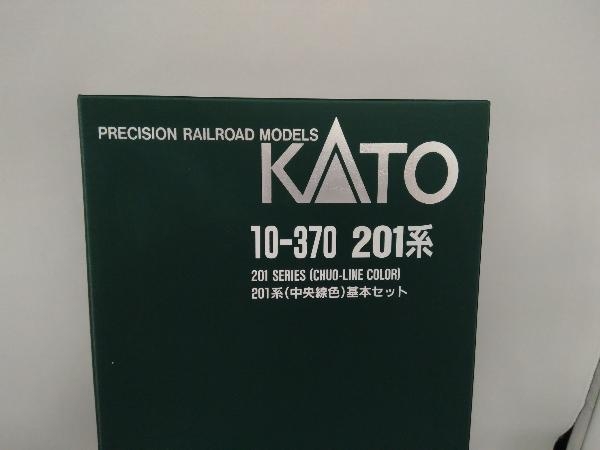 PRECISION RAILROAD MODELS
KATO
10-370 201系
201 SERIES (CHUO-LINE COLOR)
201系(中央線色)基本セット